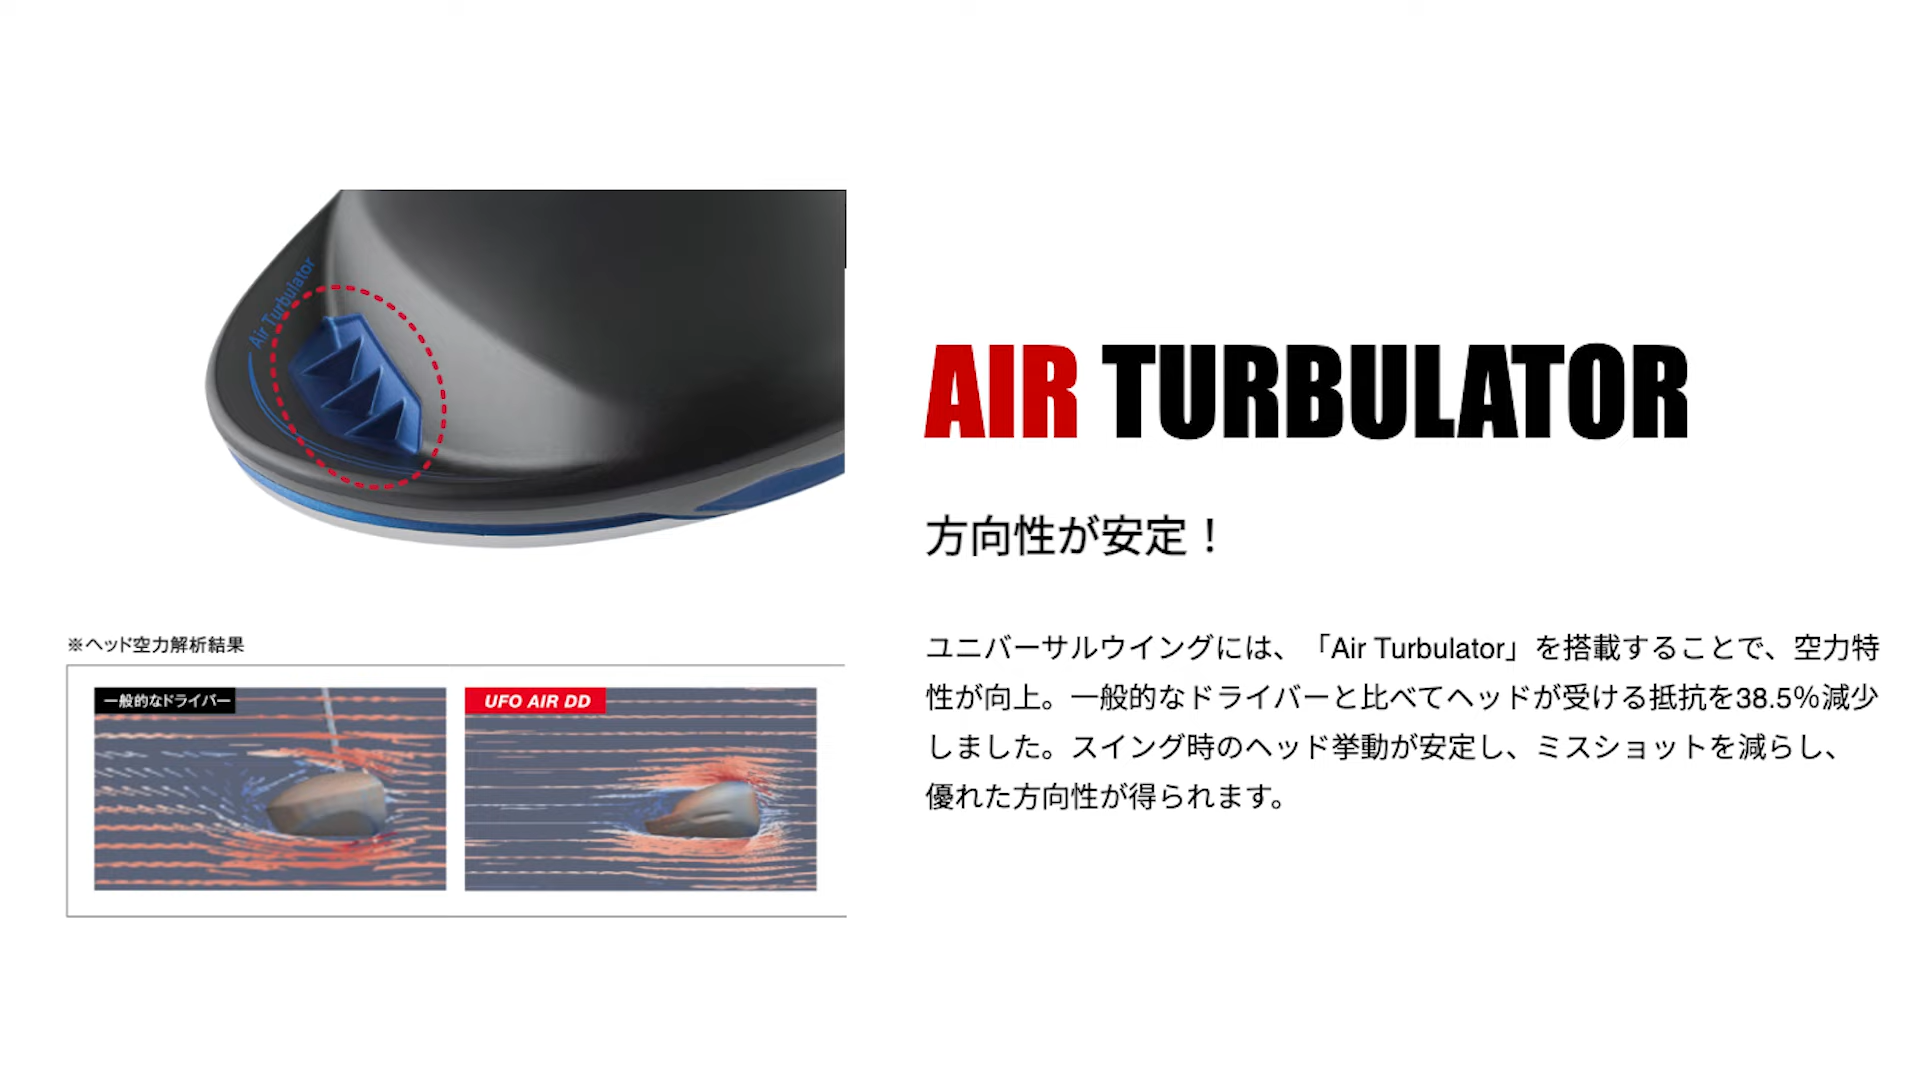 Air Turbulator
AIR TURBULATOR
方向性が安定！
※ヘッド空力解析結果
一般的なドライバー
UFO AIR DD
ユニバーサルウイングには、「Air Turbulator」を搭載することで、空力特
性が向上。一般的なドライバーと比べてヘッドが受ける抵抗を38.5%減少
しました。スイング時のヘッド挙動が安定し、ミスショットを減らし、
優れた方向性が得られます。